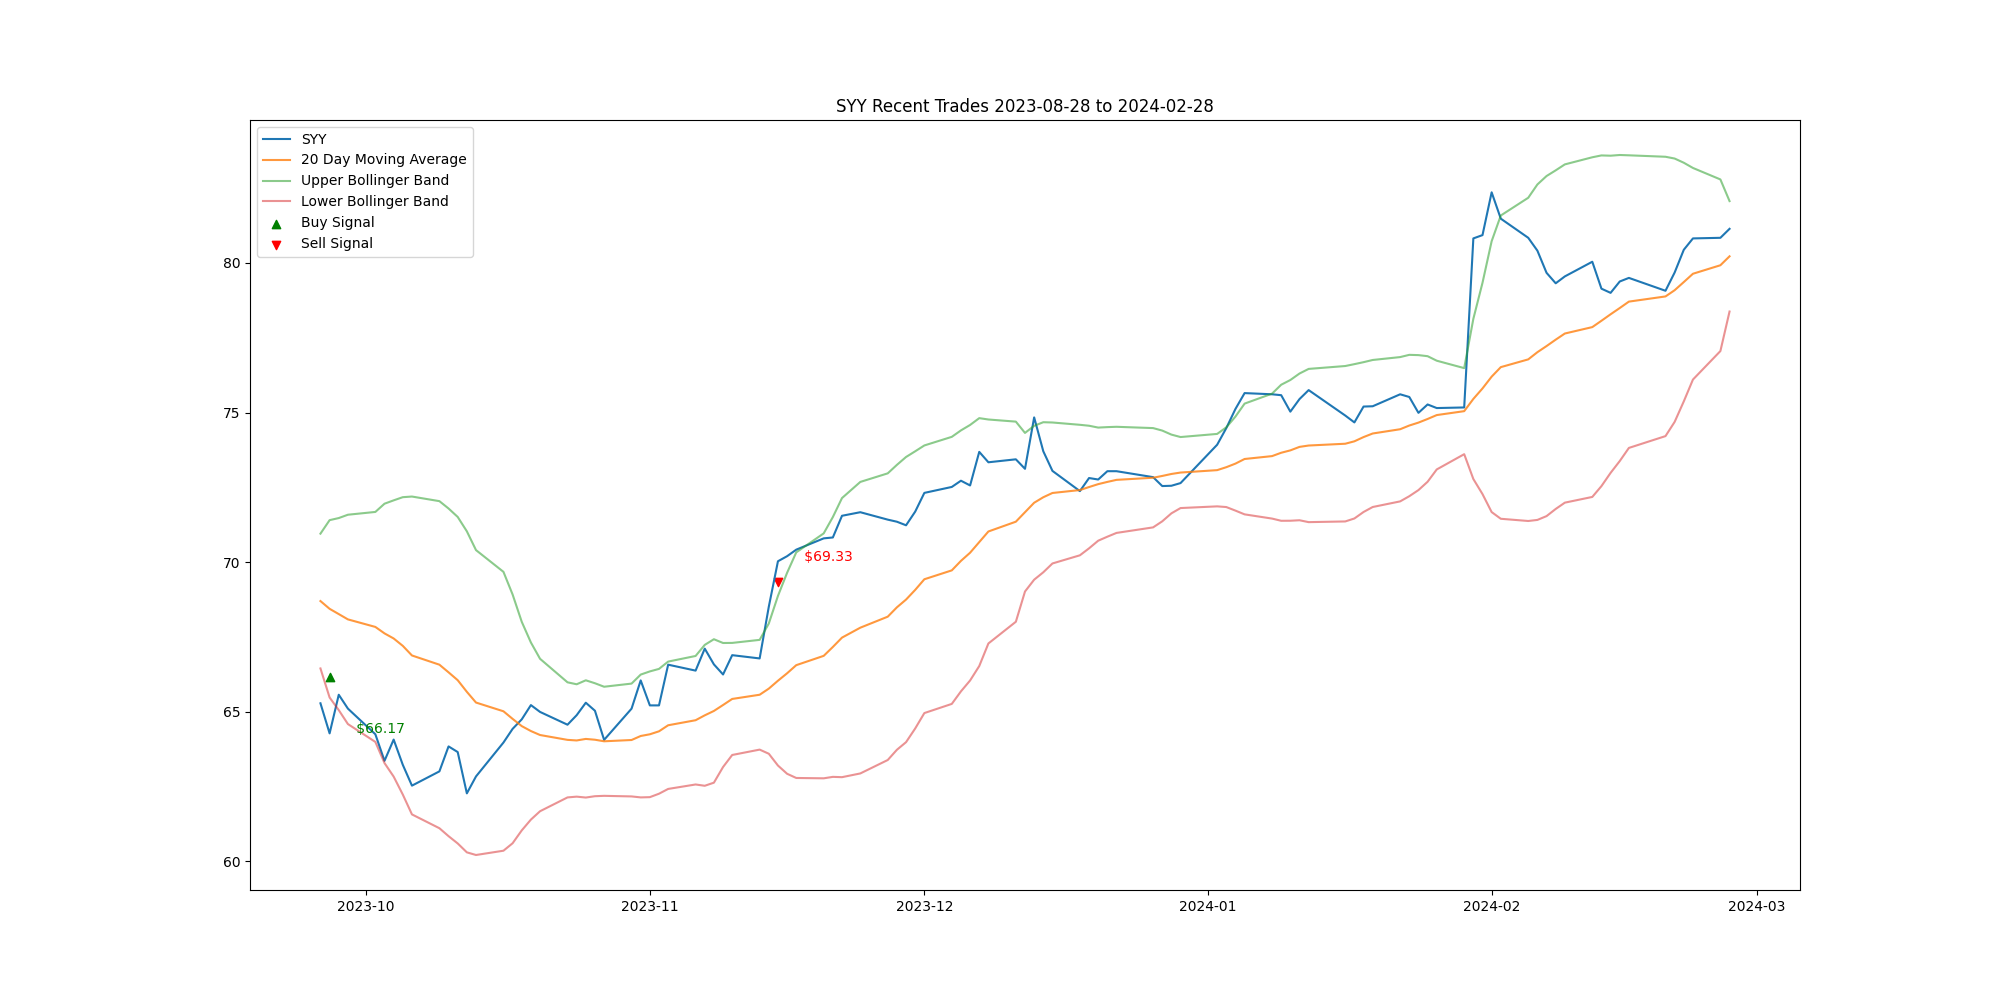 SYY Recent Trades 2023-08-28 to 2024-02-28
SYY
20 Day Moving Average
Upper Bollinger Band
Lower Bollinger Band
Buy Signal
Sell Signal
80
75
70
65
60
$69.33
$66.17
2023-10
2023-11
2023-12
2024-01
2024-02
2024-03